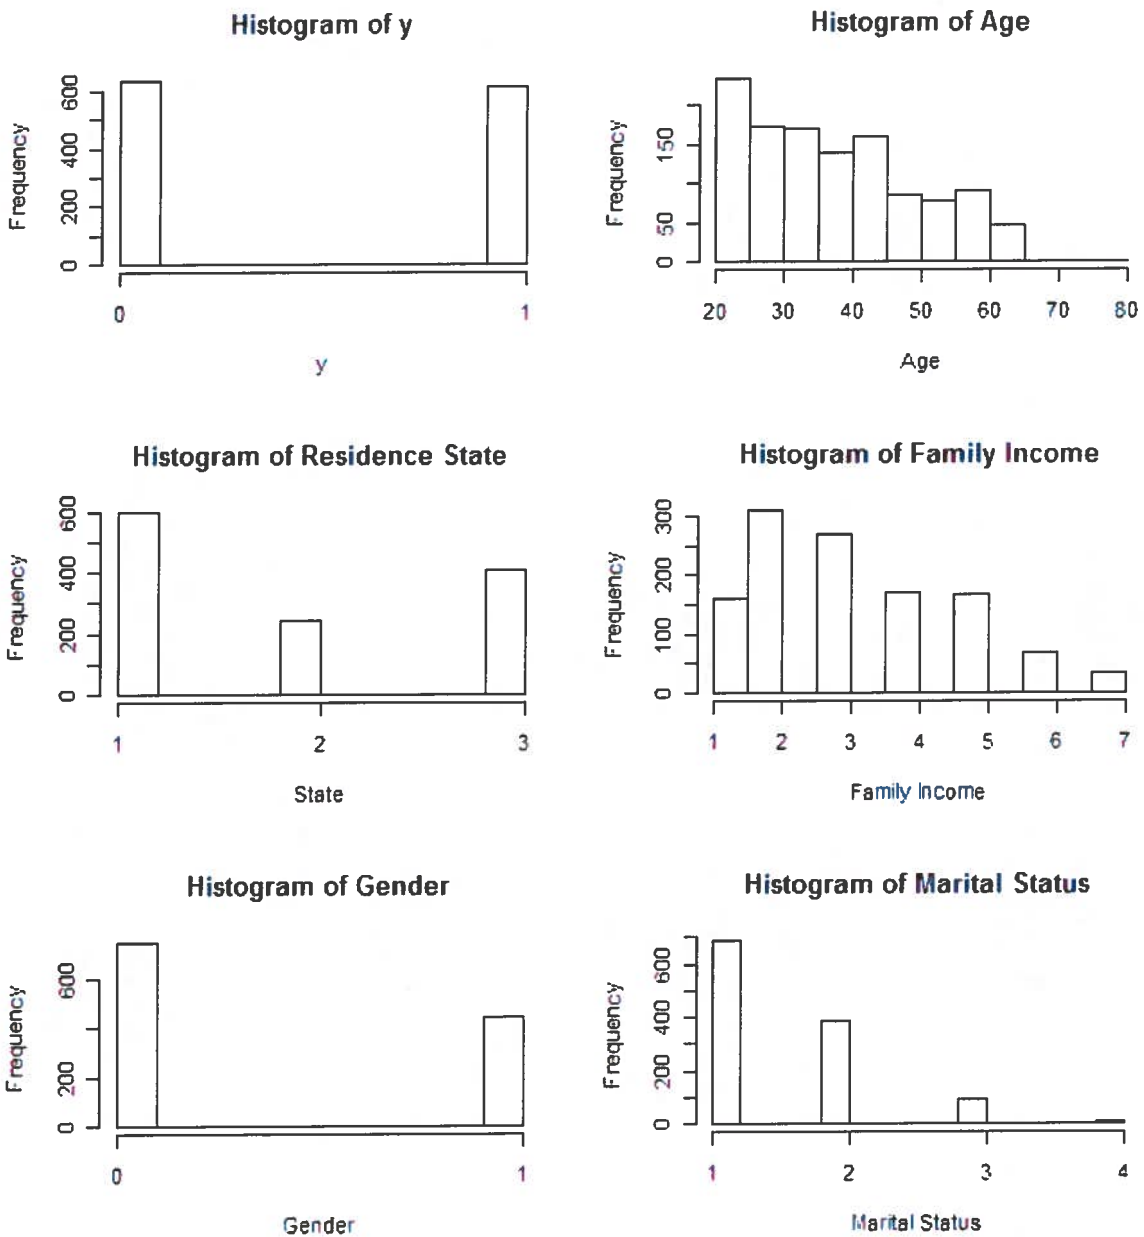 Histogram of y
Frequency
0 200 400 600
0 1
y
Histogram of Age
Frequency
0 50 150
20 30 40 50 60 70 80
Age
Histogram of Residence State
Frequency
0 200 400 600
1 2 3
State
Histogram of Family Income
Frequency
0 100 200 300
1 2 3 4 5 6 7
Family Income
Histogram of Gender
Frequency
0 200 600
0 1
Gender
Histogram of Marital Status
Frequency
0 200 400 600
1 2 3 4
Marital Status